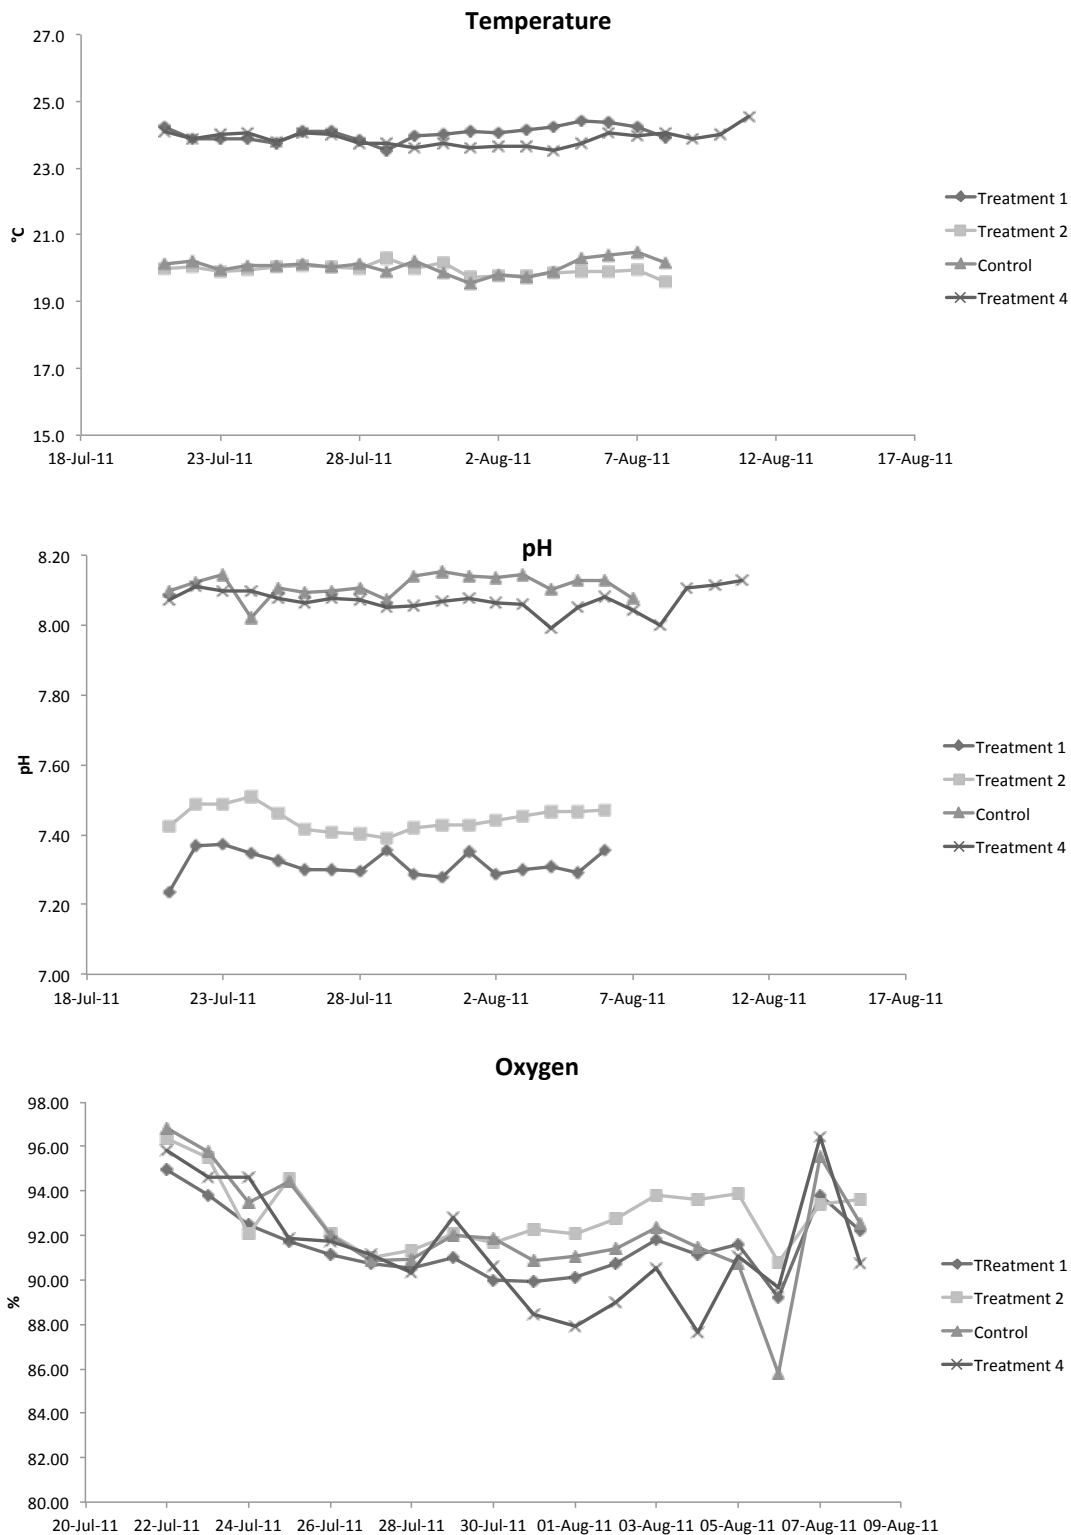 Temperature
27.0
25.0
23.0
21.0
19.0
17.0
15.0
°C
18-Jul-11 23-Jul-11 28-Jul-11 2-Aug-11 7-Aug-11 12-Aug-11 17-Aug-11
Treatment 1
Treatment 2
Control
Treatment 4
pH
8.20
8.00
7.80
7.60
7.40
7.20
7.00
pH
18-Jul-11 23-Jul-11 28-Jul-11 2-Aug-11 7-Aug-11 12-Aug-11 17-Aug-11
Treatment 1
Treatment 2
Control
Treatment 4
Oxygen
98.00
96.00
94.00
92.00
90.00
88.00
86.00
84.00
82.00
80.00
%
20-Jul-11 22-Jul-11 24-Jul-11 26-Jul-11 28-Jul-11 30-Jul-11 01-Aug-11 03-Aug-11 05-Aug-11 07-Aug-11 09-Aug-11
TReatment 1
Treatment 2
Control
Treatment 4